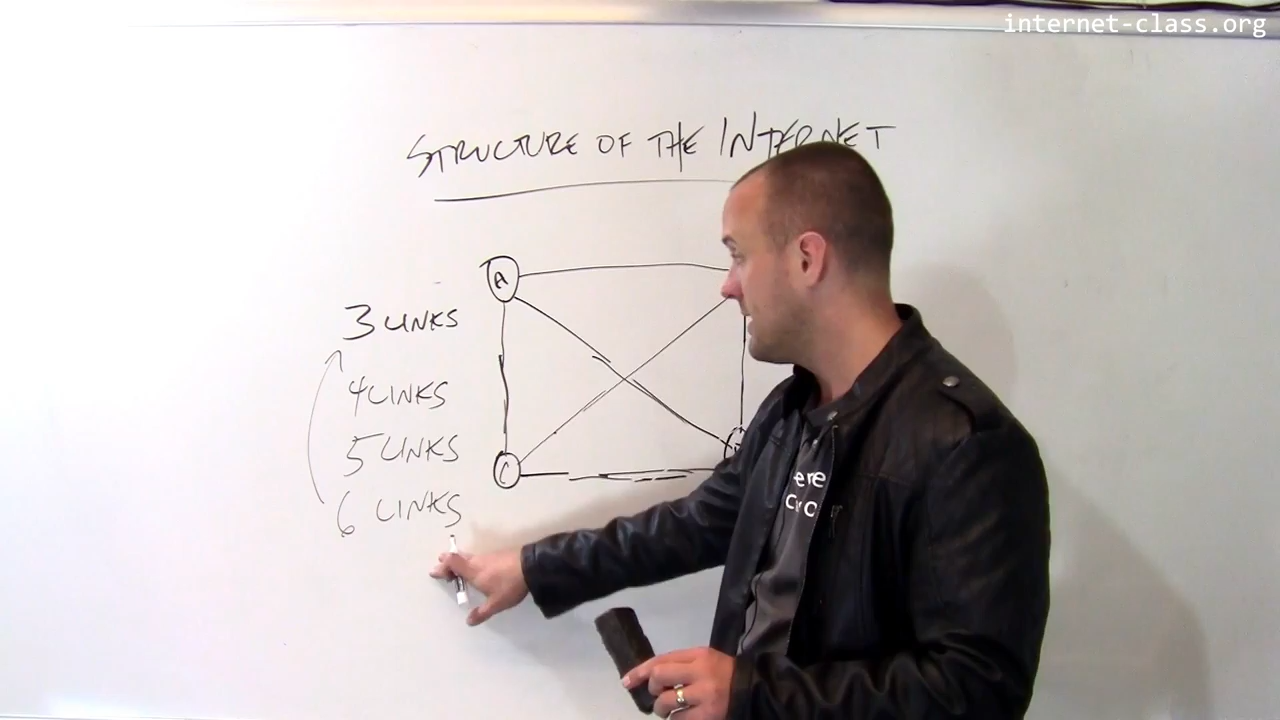 internet-class.org
STRUCTURE OF THE INTERNET
A
3 LINKS
4 LINKS
5 LINKS
C
6 LINKS